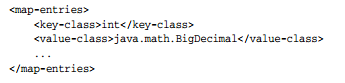 <map-entries>
    <key-class>int</key-class>
    <value-class>java.math.BigDecimal</value-class>
    ...
</map-entries>